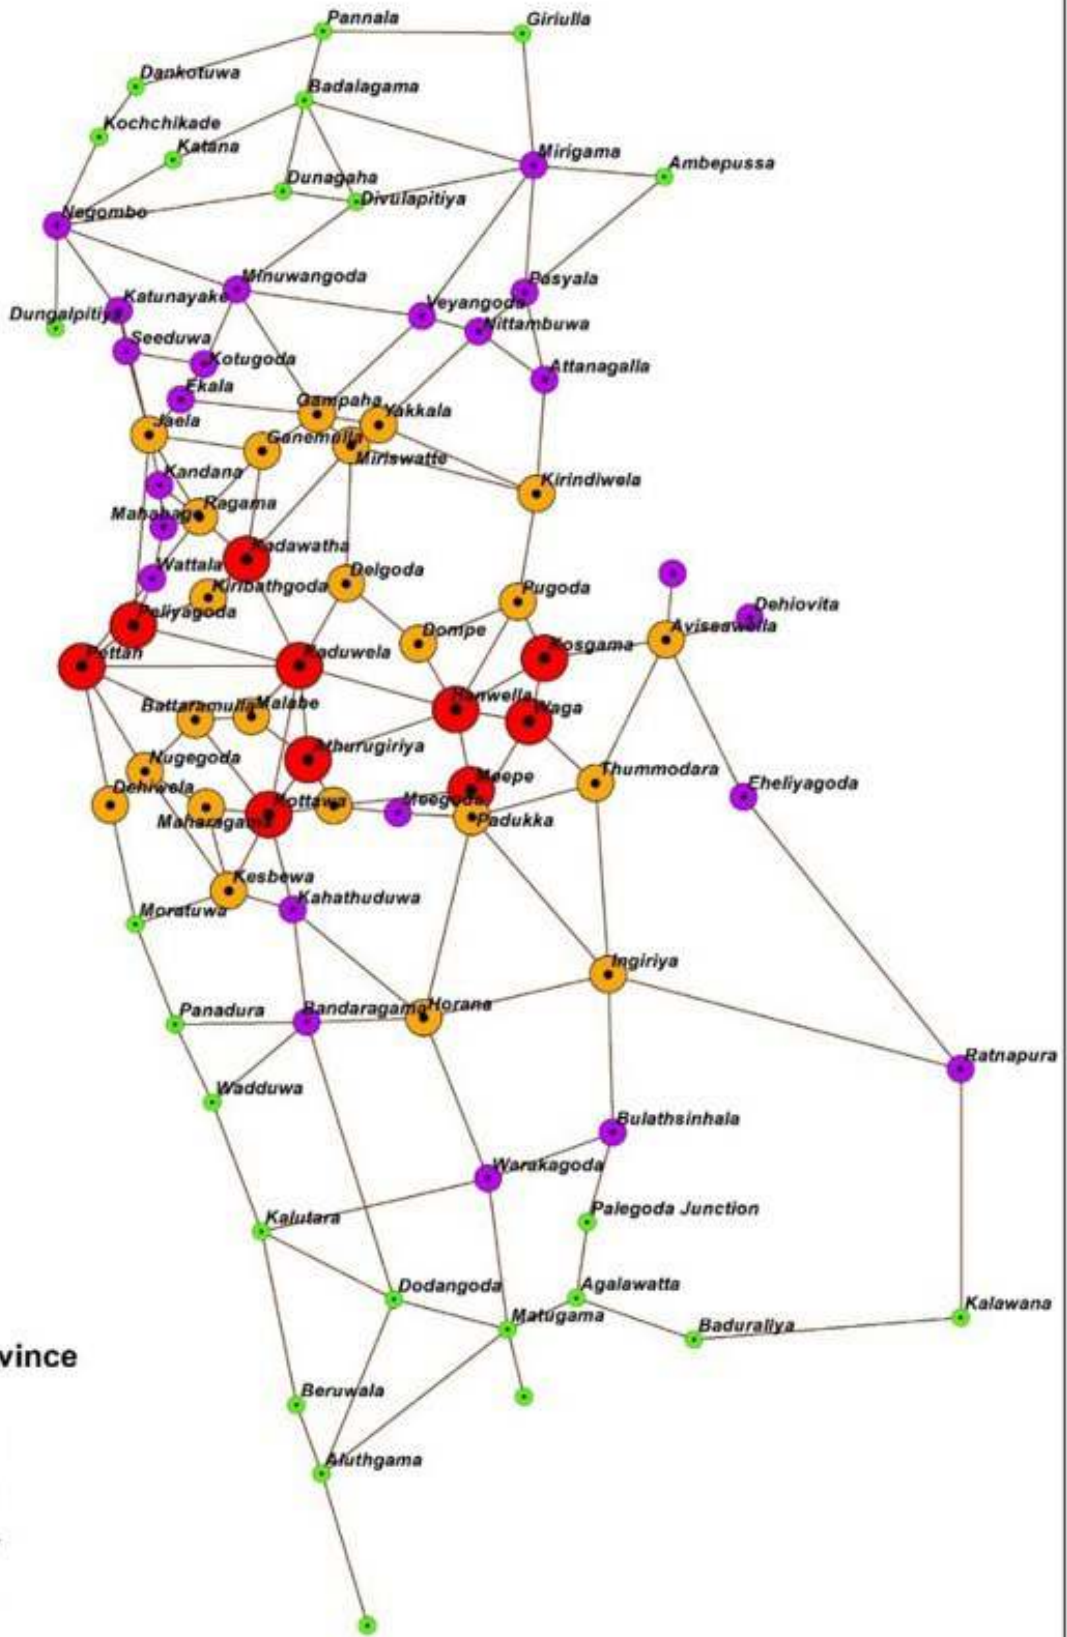 Pannala
Giriulla
Dankotuwa
Badalagama
Kochchikade
Katana
Mirigama
Ambepussa
Dunagaha
Divulapitiya
Negombo
Minuwangoda
Pasyala
Katunayake
Veyangoda
Dungalpitiya
Nittambuwa
Seeduwa
Kotugoda
Attanagalla
Ekala
Gampaha
Yakkala
Jaela
Ganemulla
Miriswatte
Kandana
Kirindiwela
Ragama
Mahabage
Kadawatha
Wattala
Delgoda
Kiribathgoda
Pugoda
Peliyagoda
Dehiovita
Dompe
Aviseawella
Kosgama
Pettah
Kaduwela
Hanwella
Battaramulla
Malabe
Waga
Athurugiriya
Nugegoda
Thummodara
Meepe
Eheliyagoda
Dehiwela
Kottawa
Meegoda
Maharagama
Padukka
Kesbewa
Kahathuduwa
Moratuwa
Ingiriya
Panadura
Bandaragama
Horana
Ratnapura
Wadduwa
Bulathsinhala
Warakagoda
Palegoda Junction
Kalutara
Dodangoda
Agalawatta
Kalawana
Matugama
Baduraliya
vince
Beruwala
Aluthgama